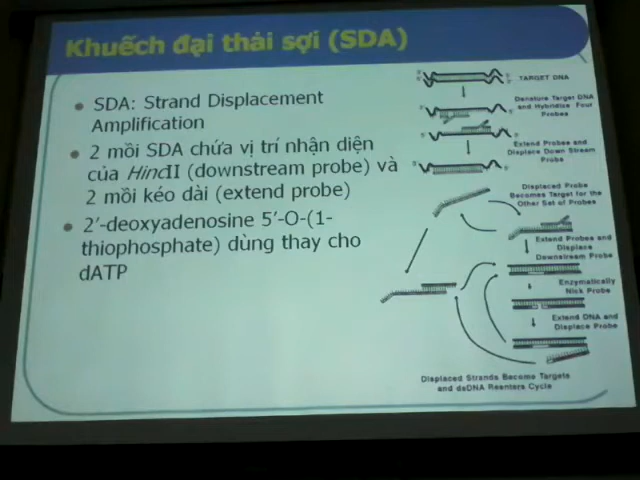 Khuếch đại thải sợi (SDA)
SDA: Strand Displacement
Amplification
2 mồi SDA chứa vị trí nhận diện
của HincII (downstream probe) và
2 mồi kéo dài (extend probe)
2′-deoxyadenosine 5′-O-(1-
thiophosphate) dùng thay cho
dATP
TARGET DNA
Denature Target DNA
and Hybridize Four
Probes
Extend Probes and
Displace Down Stream
Probe
Displaced Probe
Becomes Target for the
Other Set of Probes
Extend Probes and
Displace
Downstream Probe
Enzymatically
Nick Probe
Extend DNA and
Displace Probe
Displaced Strands Become Targets
and dsDNA Reenters Cycle